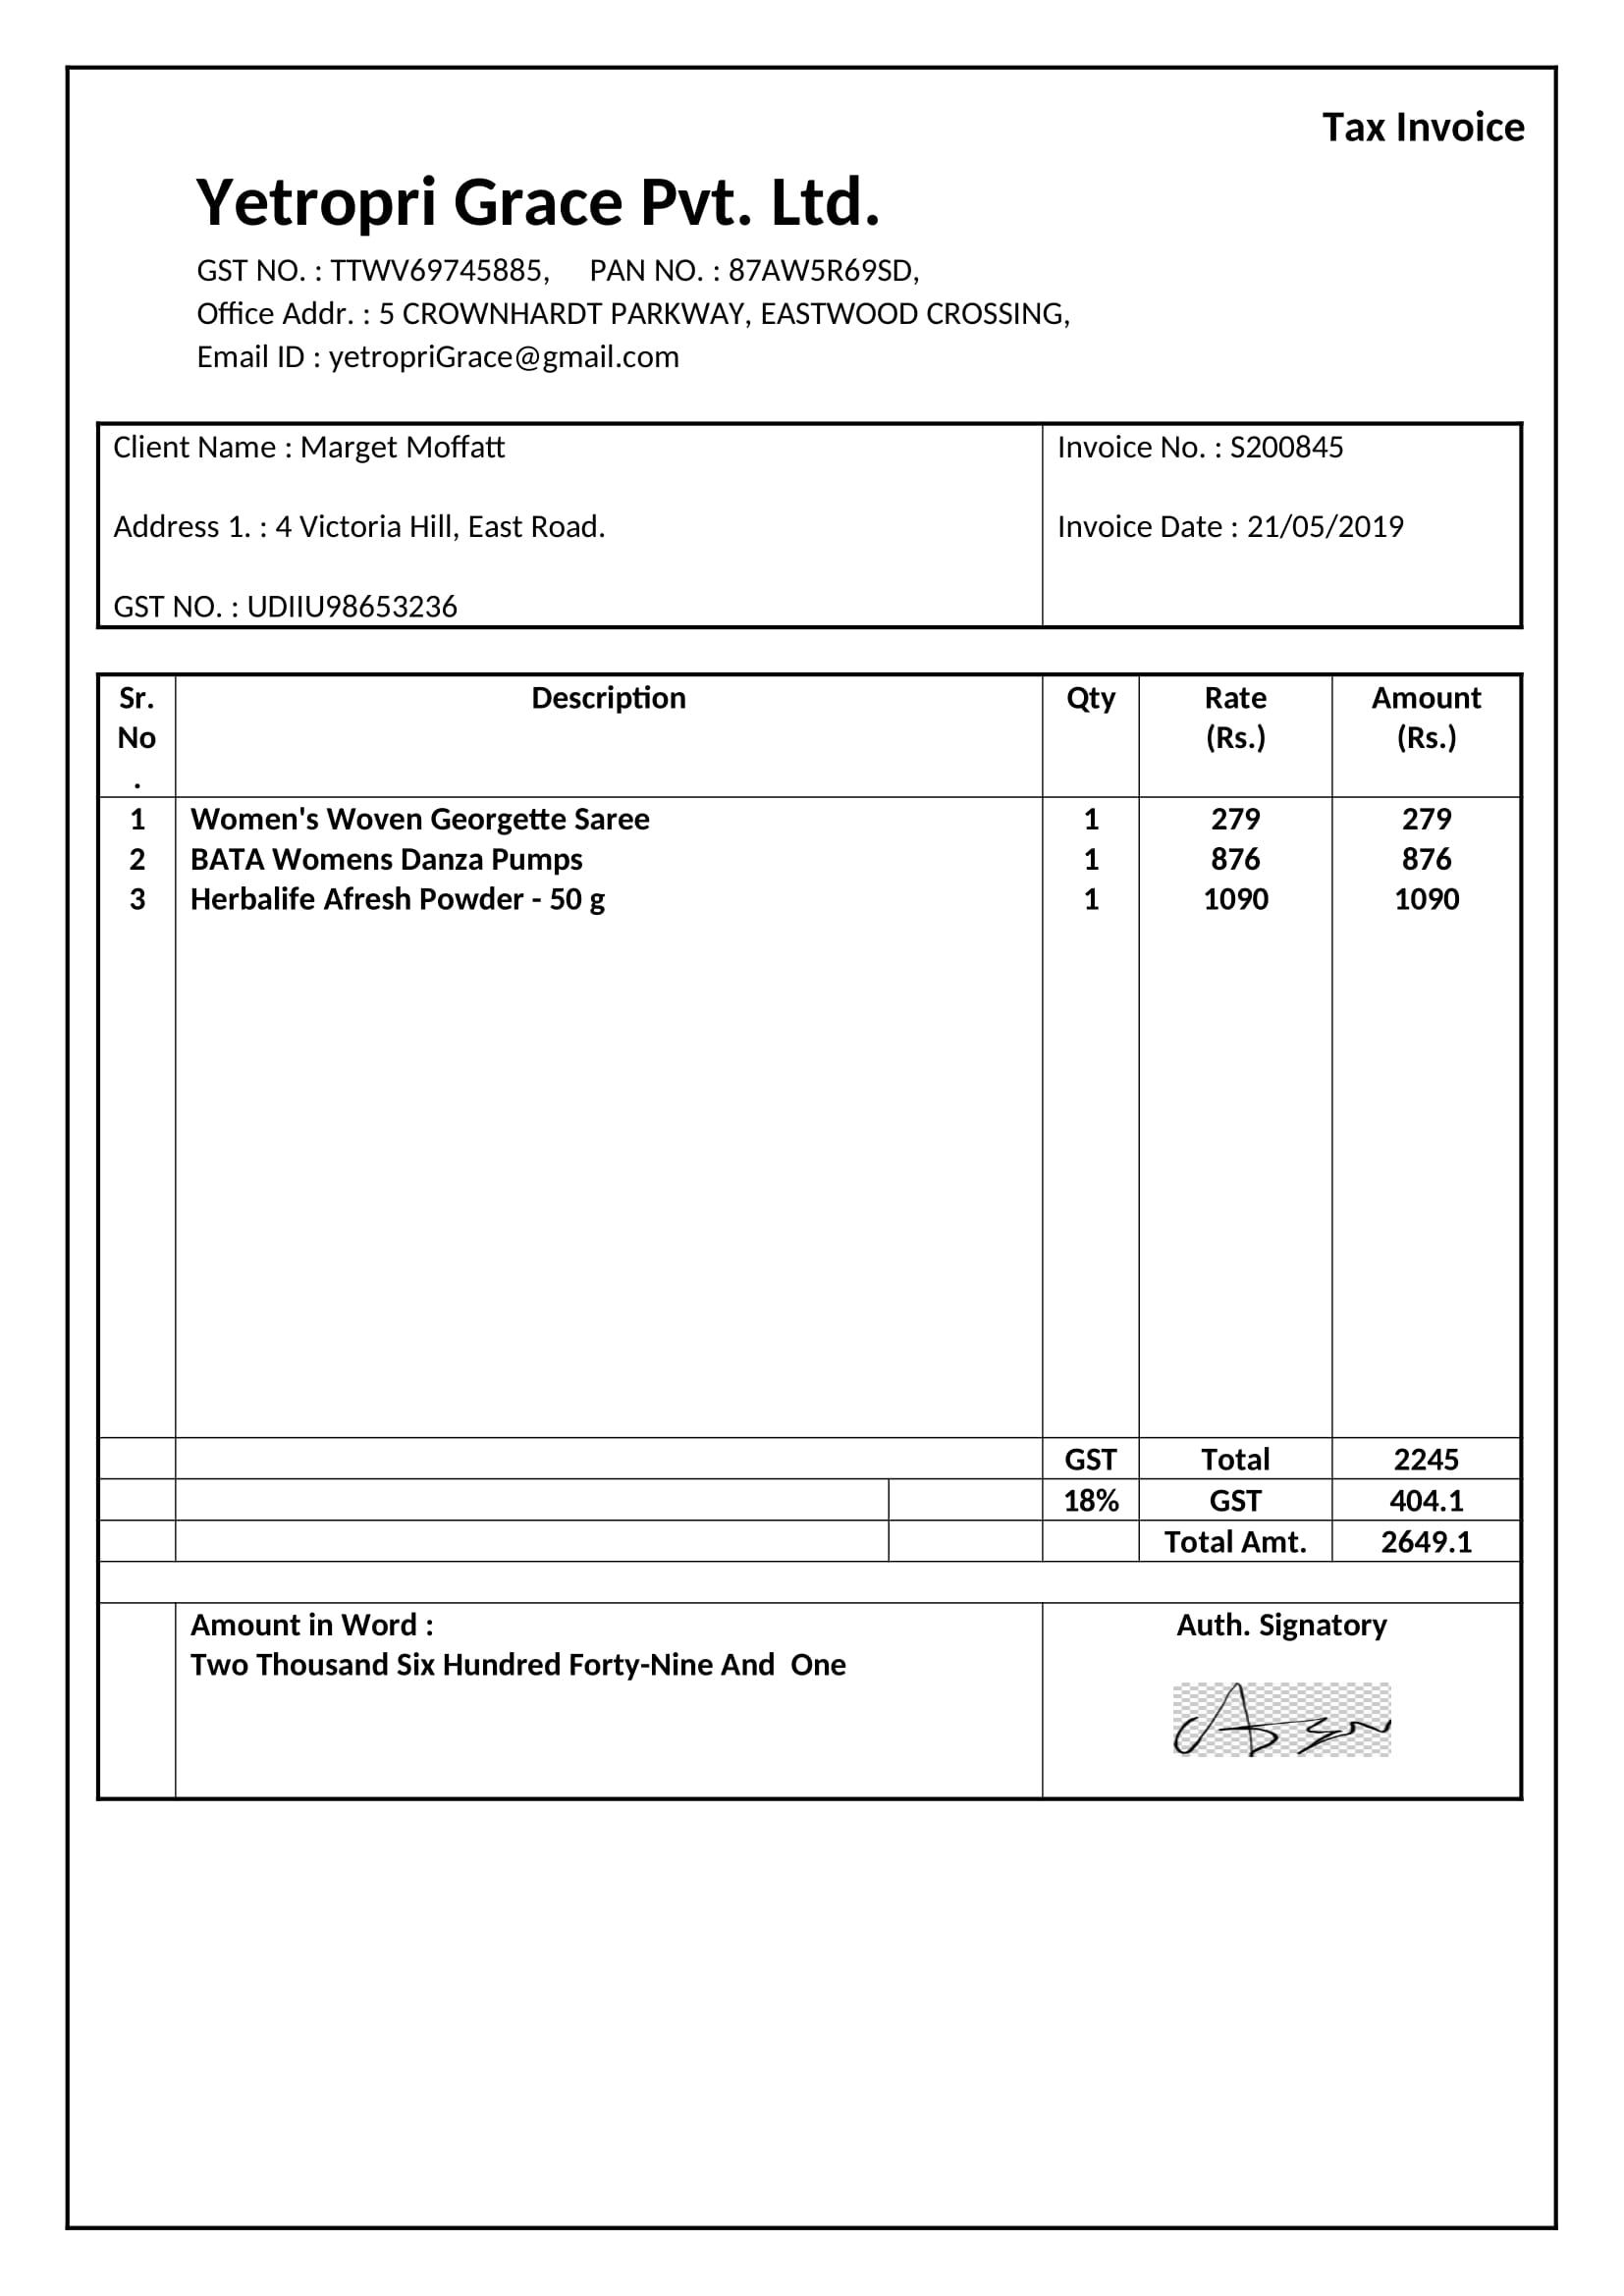 Tax Invoice
Yetropri Grace Pvt. Ltd.
GST NO. : TTWV69745885, PAN NO. : 87AW5R69SD,
Office Addr. : 5 CROWNHARDT PARKWAY, EASTWOOD CROSSING,
Email ID : yetropriGrace@gmail.com
Client Name : Marget Moffatt
Address 1. : 4 Victoria Hill, East Road.
GST NO. : UDIIU98653236
Invoice No. : S200845
Invoice Date : 21/05/2019
Sr. No . Description Qty Rate (Rs.) Amount (Rs.)
1 Women's Woven Georgette Saree 1 279 279
2 BATA Womens Danza Pumps 1 876 876
3 Herbalife Afresh Powder - 50 g 1 1090 1090
GST Total 2245
18% GST 404.1
Total Amt. 2649.1
Amount in Word :
Two Thousand Six Hundred Forty-Nine And  One
Auth. Signatory